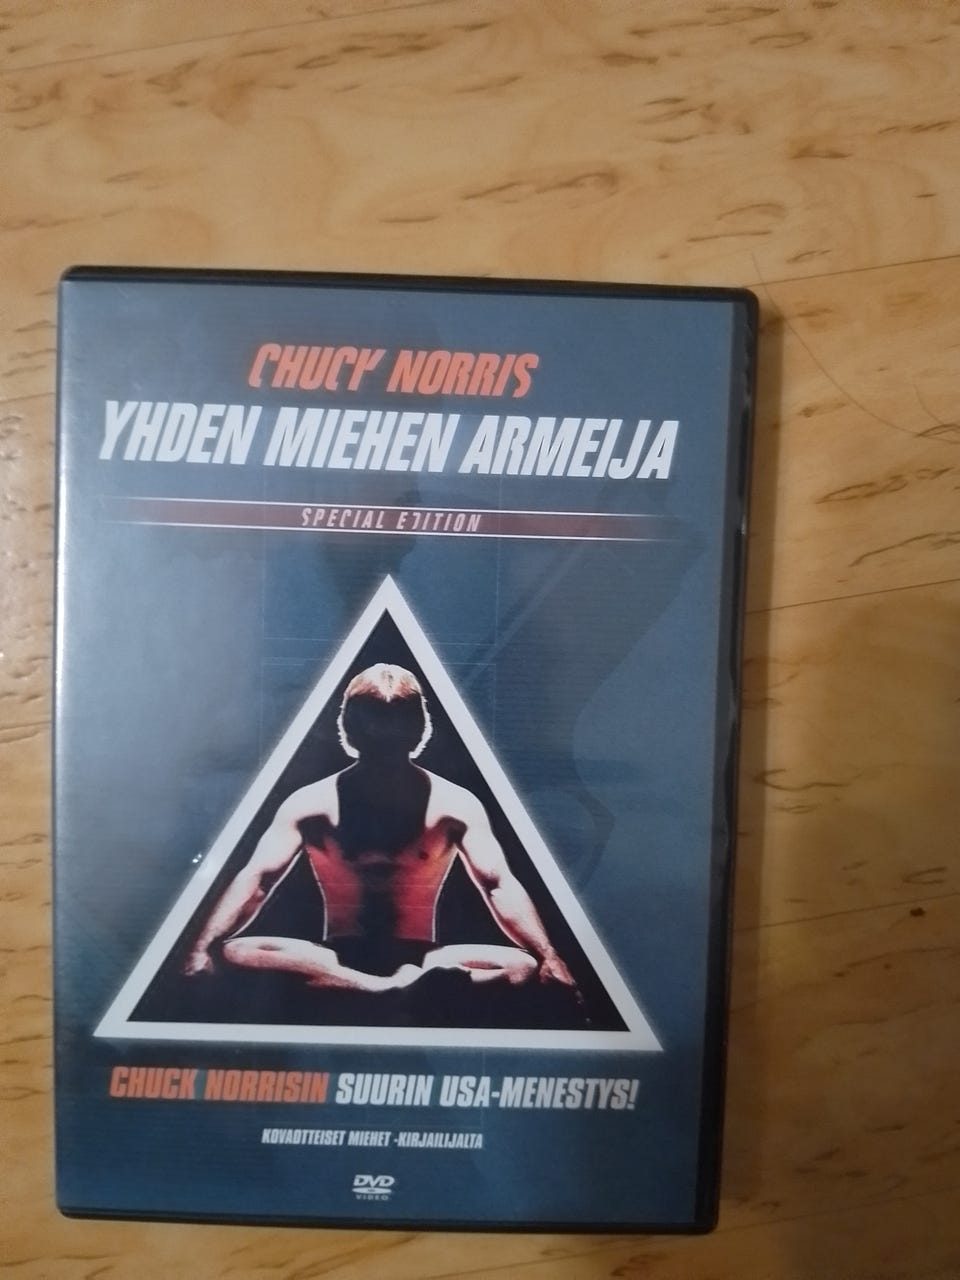 CHUCK NORRIS
YHDEN MIEHEN ARMEIJA
SPECIAL EDITION
CHUCK NORRISIN SUURIN USA-MENESTYS!
KOVAOTTEISET MIEHET -KIRJAILIJALTA
DVD
VIDEO